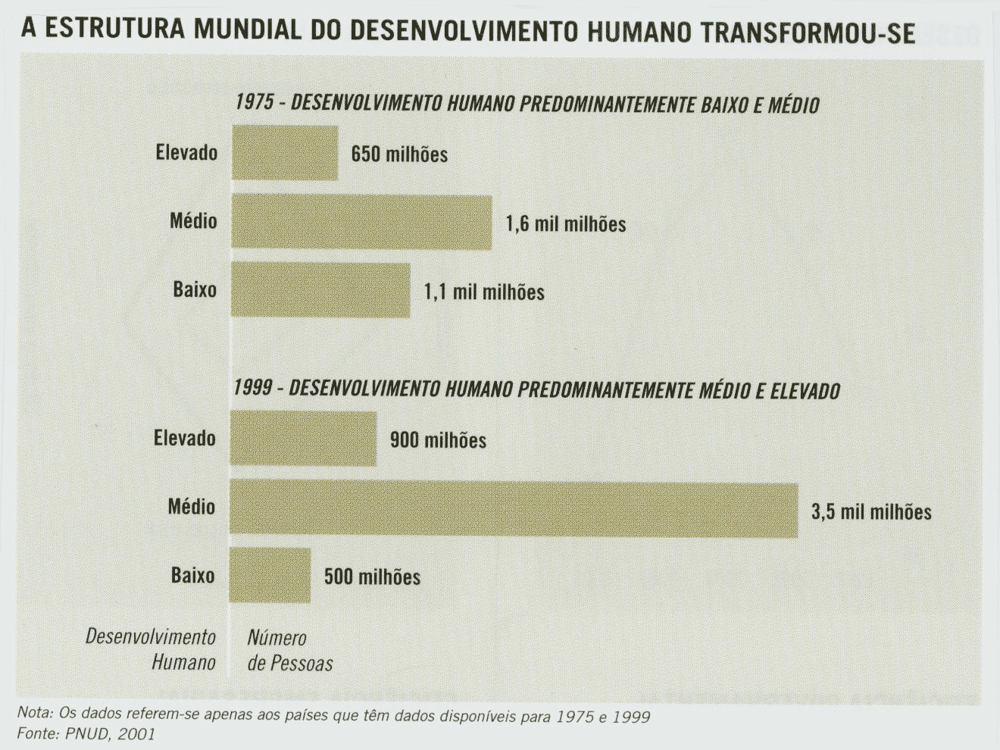 A ESTRUTURA MUNDIAL DO DESENVOLVIMENTO HUMANO TRANSFORMOU-SE
1975 - DESENVOLVIMENTO HUMANO PREDOMINANTEMENTE BAIXO E MÉDIO
Elevado 650 milhões
Médio 1,6 mil milhões
Baixo 1,1 mil milhões
1999 - DESENVOLVIMENTO HUMANO PREDOMINANTEMENTE MÉDIO E ELEVADO
Elevado 900 milhões
Médio 3,5 mil milhões
Baixo 500 milhões
Desenvolvimento Número
Humano de Pessoas
Nota: Os dados referem-se apenas aos países que têm dados disponíveis para 1975 e 1999
Fonte: PNUD, 2001